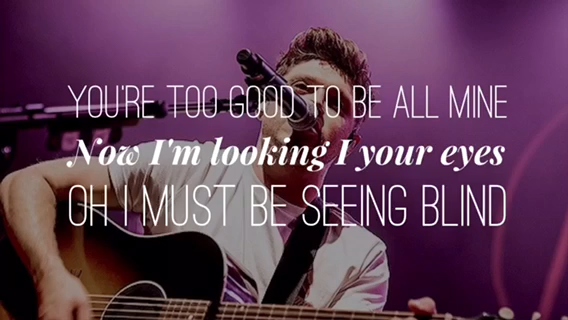 YOU'RE TOO GOOD TO BE ALL MINE
Now I'm looking I your eyes
OH I MUST BE SEEING BLIND